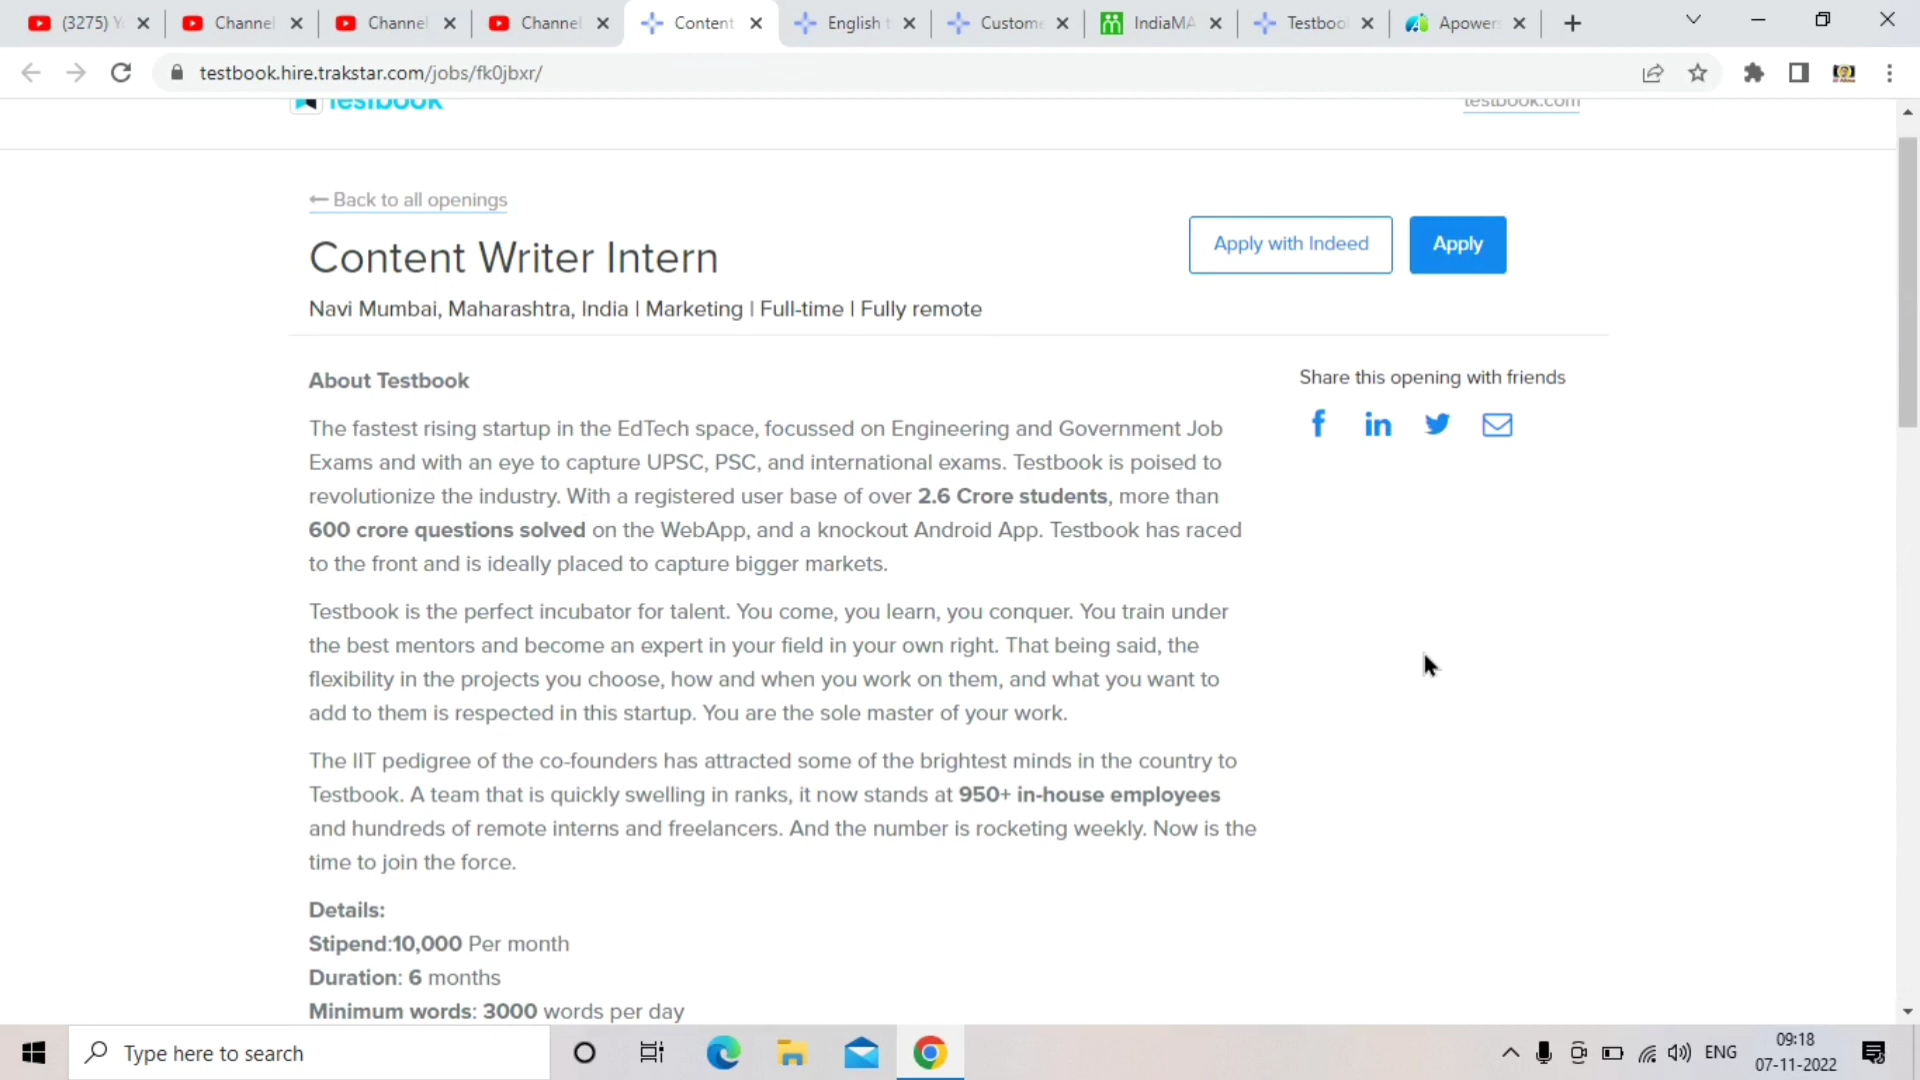 (3275) Y
Channel
Channel
Channel
Content
English t
Custome
IndiaMA
Testbook
Apowers
testbook.hire.trakstar.com/jobs/fk0jbxr/
testbook
testbook.com
Back to all openings
Content Writer Intern
Apply with Indeed
Apply
Navi Mumbai, Maharashtra, India | Marketing | Full-time | Fully remote
About Testbook
Share this opening with friends
The fastest rising startup in the EdTech space, focussed on Engineering and Government Job
Exams and with an eye to capture UPSC, PSC, and international exams. Testbook is poised to
revolutionize the industry. With a registered user base of over 2.6 Crore students, more than
600 crore questions solved on the WebApp, and a knockout Android App. Testbook has raced
to the front and is ideally placed to capture bigger markets.
Testbook is the perfect incubator for talent. You come, you learn, you conquer. You train under
the best mentors and become an expert in your field in your own right. That being said, the
flexibility in the projects you choose, how and when you work on them, and what you want to
add to them is respected in this startup. You are the sole master of your work.
The IIT pedigree of the co-founders has attracted some of the brightest minds in the country to
Testbook. A team that is quickly swelling in ranks, it now stands at 950+ in-house employees
and hundreds of remote interns and freelancers. And the number is rocketing weekly. Now is the
time to join the force.
Details:
Stipend:10,000 Per month
Duration: 6 months
Minimum words: 3000 words per day
Type here to search
ENG
09:18
07-11-2022